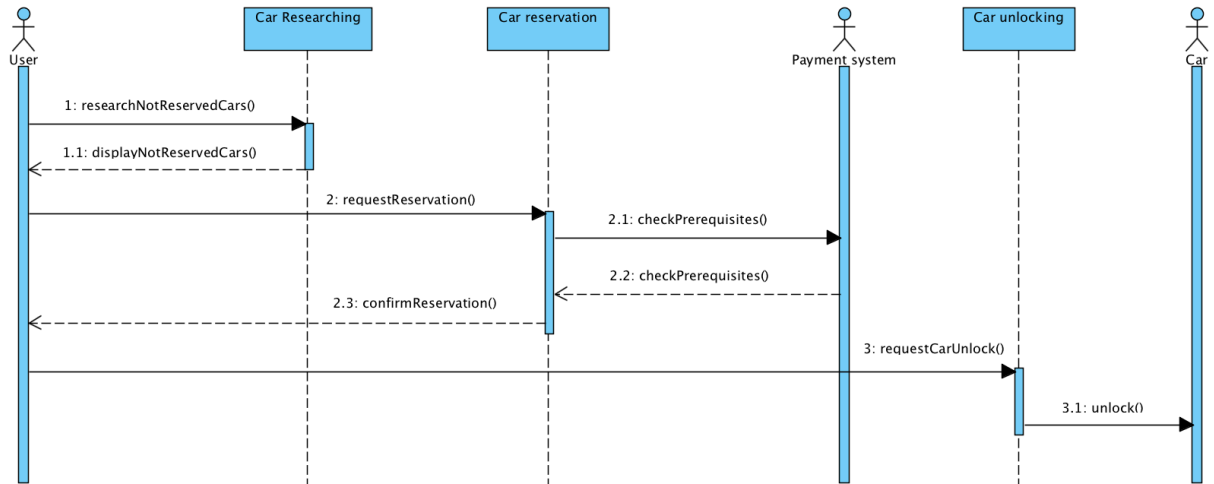 Car Researching
Car reservation
Car unlocking
User
Payment system
Car
1: researchNotReservedCars()
1.1: displayNotReservedCars()
2: requestReservation()
2.1: checkPrerequisites()
2.2: checkPrerequisites()
2.3: confirmReservation()
3: requestCarUnlock()
3.1: unlock()